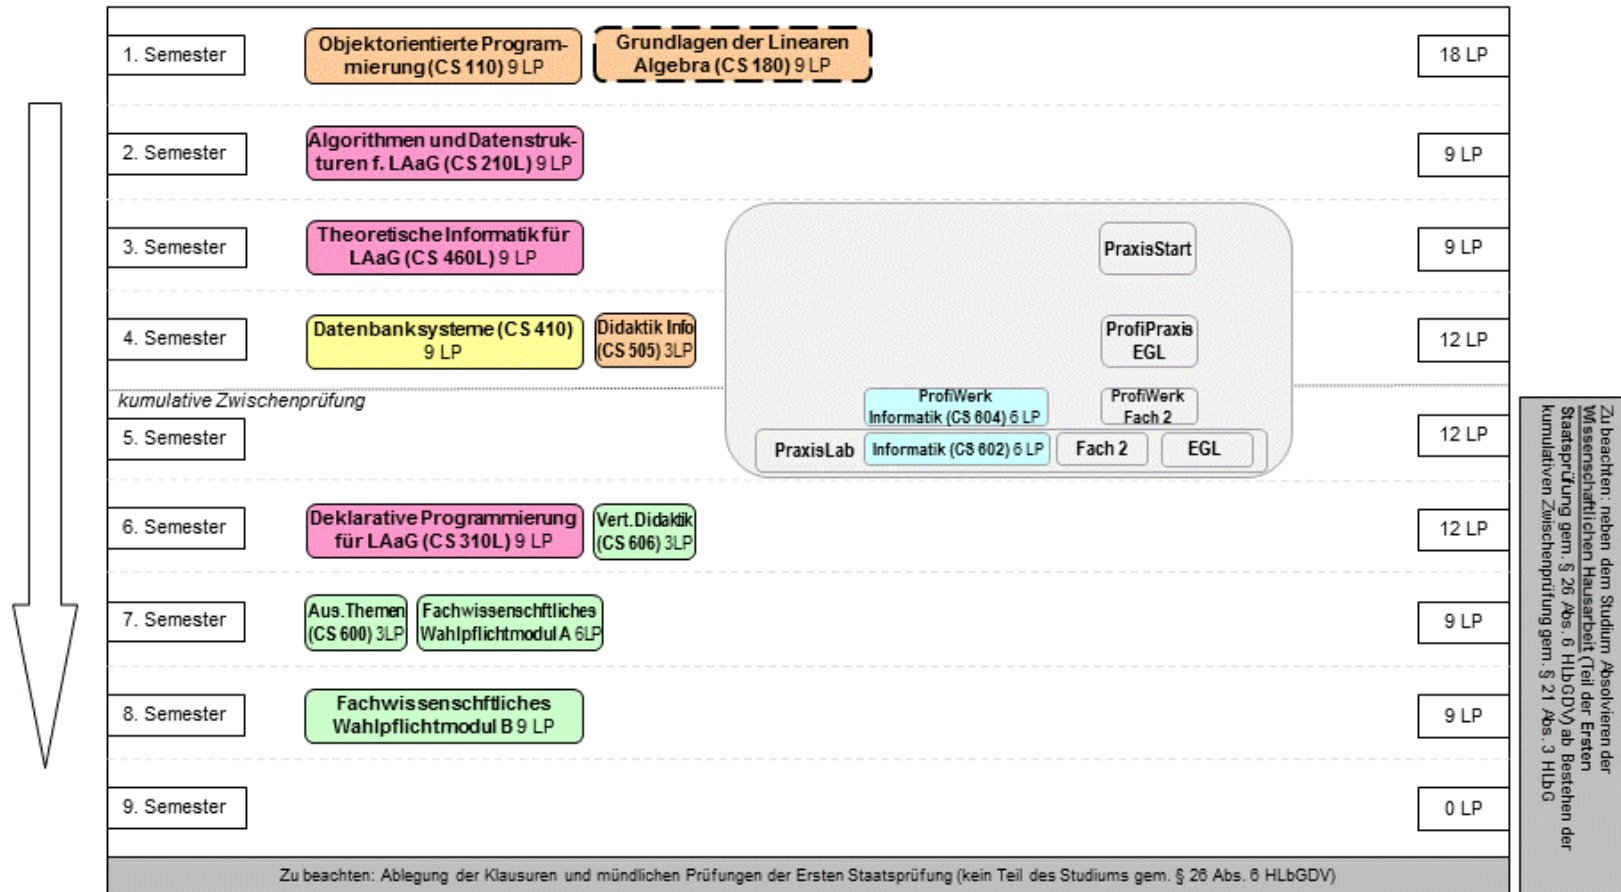 1. Semester
Objektorientierte Program-
mierung (CS 110) 9 LP
Grundlagen der Linearen
Algebra (CS 180) 9 LP
18 LP
2. Semester
Algorithmen und Datenstruk-
turen f. LAaG (CS 210L) 9 LP
9 LP
3. Semester
Theoretische Informatik für
LAaG (CS 460L) 9 LP
PraxisStart
9 LP
4. Semester
Datenbanksysteme (CS 410)
9 LP
Didaktik Info
(CS 505) 3LP
ProfiPraxis
EGL
12 LP
kumulative Zwischenprüfung
ProfiWerk
Informatik (CS 604) 6 LP
ProfiWerk
Fach 2
5. Semester
PraxisLab
Informatik (CS 602) 6 LP
Fach 2
EGL
12 LP
6. Semester
Deklarative Programmierung
für LAaG (CS 310L) 9 LP
Vert.Didaktik
(CS 606) 3LP
12 LP
7. Semester
Aus.Themen
(CS 600) 3LP
Fachwissenschftliches
Wahlpflichtmodul A 6LP
9 LP
8. Semester
Fachwissenschftliches
Wahlpflichtmodul B 9 LP
9 LP
9. Semester
0 LP
Zu beachten: Ablegung der Klausuren und mündlichen Prüfungen der Ersten Staatsprüfung (kein Teil des Studiums gem. § 26 Abs. 6 HLbGDV)
Zu beachten: neben dem Studium Absolvieren der
Wissenschaftlichen Hausarbeit (Teil der Ersten
Staatsprüfung gem. § 26 Abs. 6 HLbGDV) ab Bestehen der
kumulativen Zwischenprüfung gem. § 21 Abs. 3 HLbG